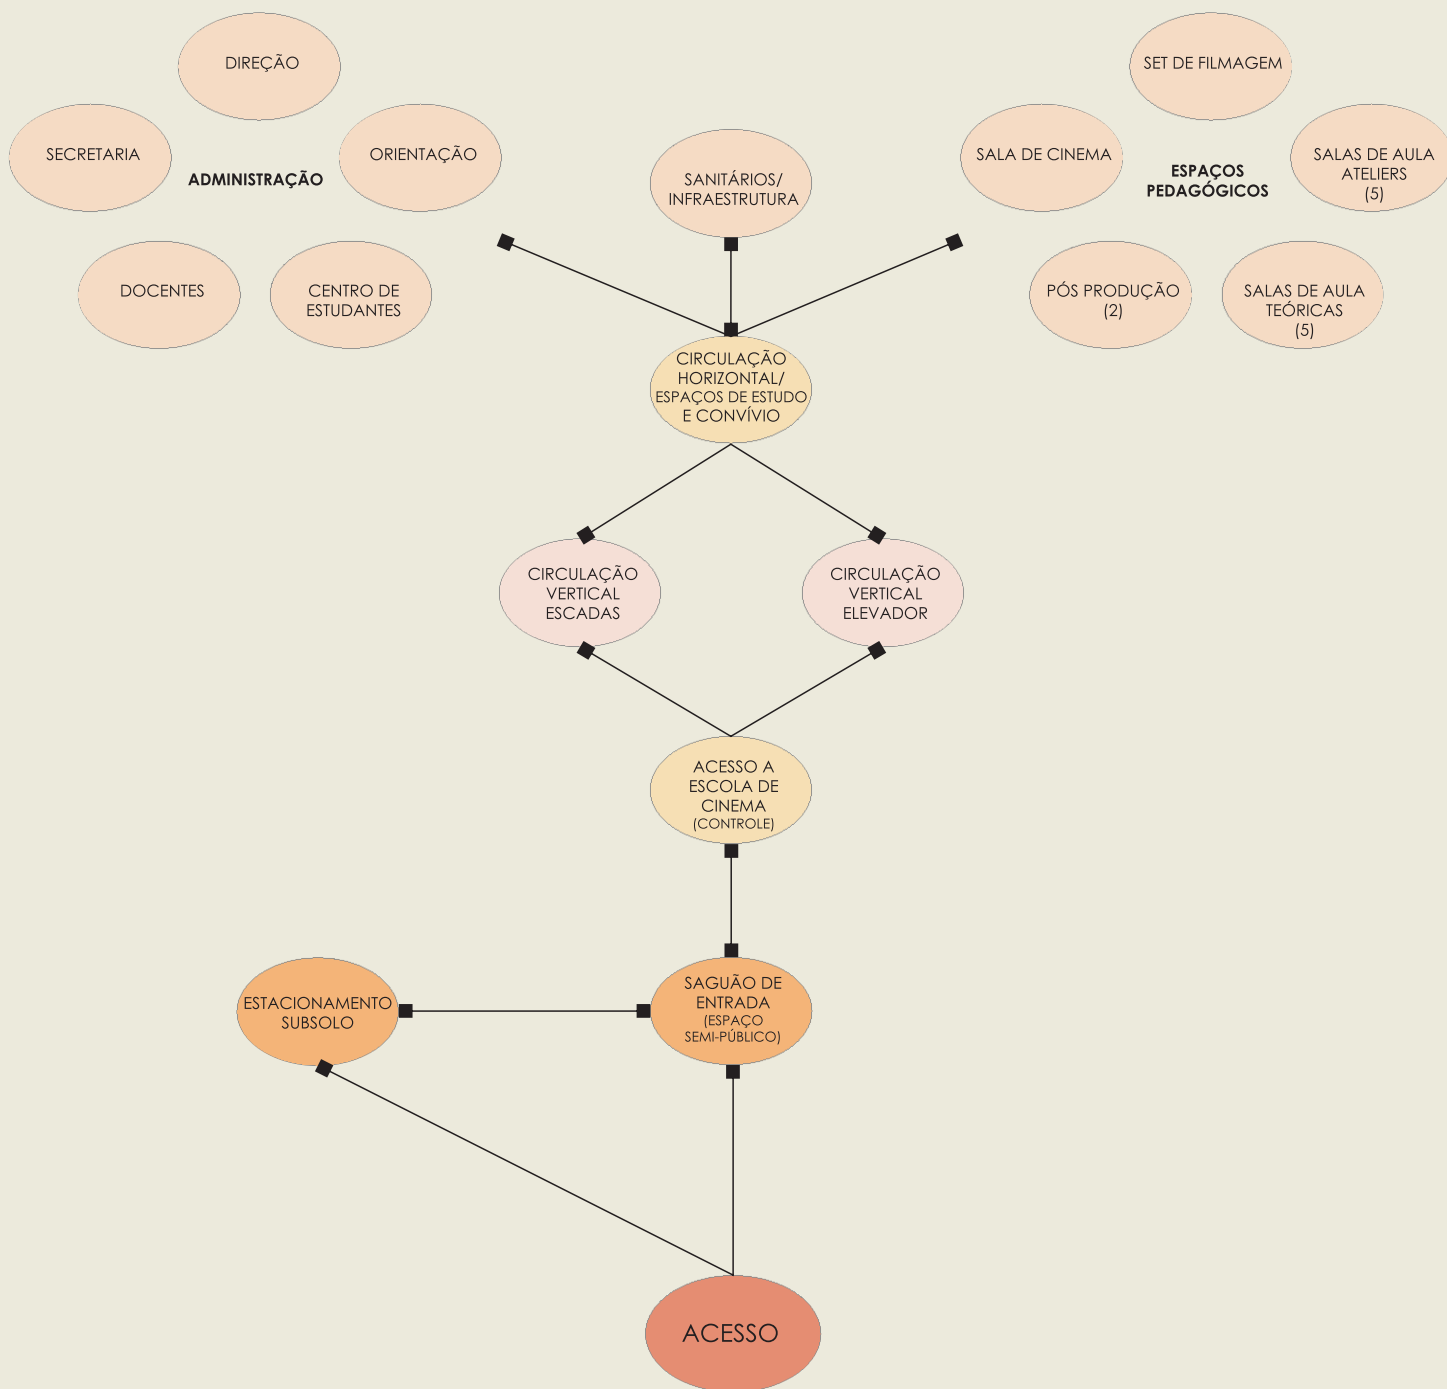 DIREÇÃO
SECRETARIA
ADMINISTRAÇÃO
ORIENTAÇÃO
DOCENTES
CENTRO DE
ESTUDANTES
SANITÁRIOS/
INFRAESTRUTURA
SET DE FILMAGEM
SALA DE CINEMA
ESPAÇOS
PEDAGÓGICOS
SALAS DE AULA
ATELIERS
(5)
PÓS PRODUÇÃO
(2)
SALAS DE AULA
TEÓRICAS
(5)
CIRCULAÇÃO
HORIZONTAL/
ESPAÇOS DE ESTUDO
E CONVÍVIO
CIRCULAÇÃO
VERTICAL
ESCADAS
CIRCULAÇÃO
VERTICAL
ELEVADOR
ACESSO A
ESCOLA DE
CINEMA
(CONTROLE)
ESTACIONAMENTO
SUBSOLO
SAGUÃO DE
ENTRADA
(ESPAÇO
SEMI-PÚBLICO)
ACESSO